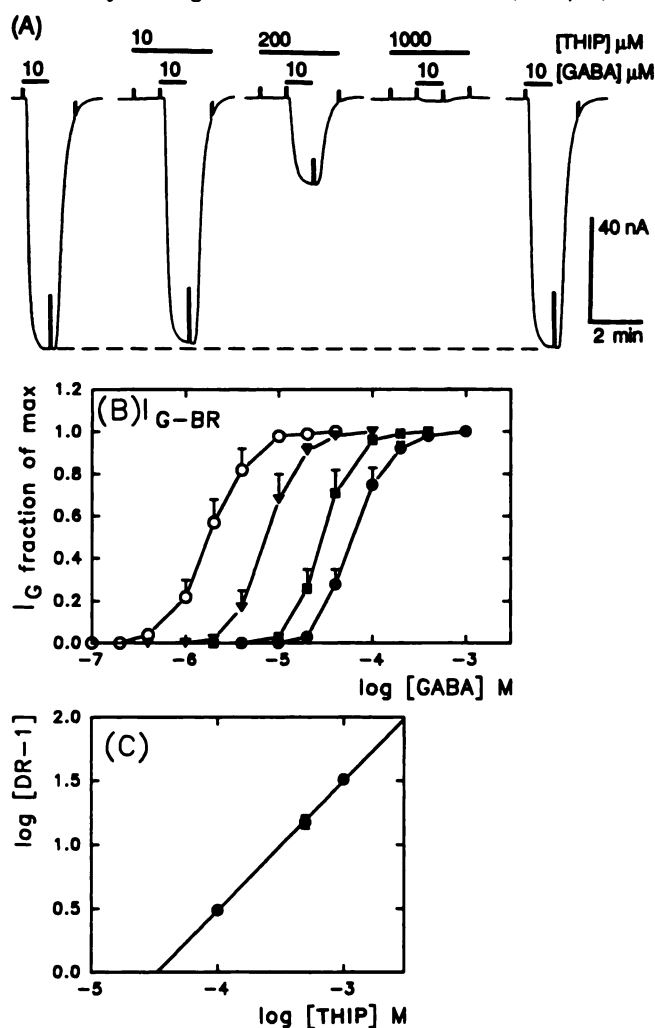 (A)
10 200 1000 [THIP] μM
10 10 10 10 10 [GABA] μM
40 nA
2 min
(B) I G-BR
I G fraction of max
1.2
1.0
0.8
0.6
0.4
0.2
0.0
-7 -6 -5 -4 -3
log [GABA] M
(C)
log [DR-1]
2.0
1.5
1.0
0.5
0.0
-5 -4 -3
log [THIP] M